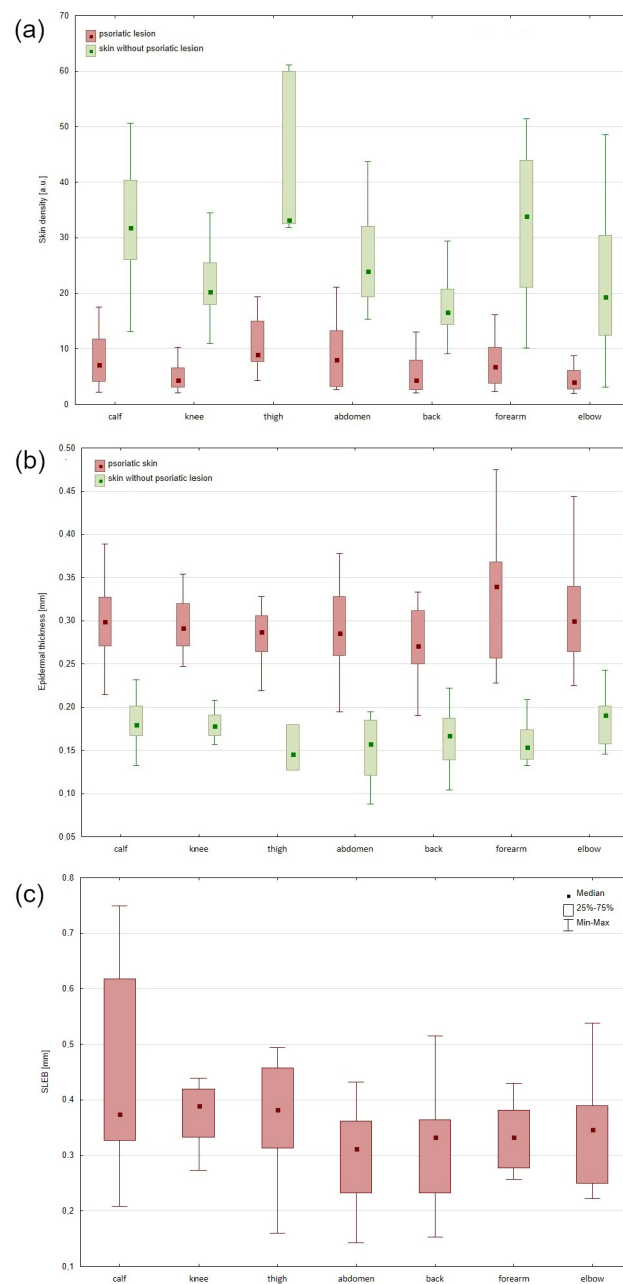 (a)
psoriatic lesion
skin without psoriatic lesion
Skin density [a.u.]
70
60
50
40
30
20
10
0
calf knee thigh abdomen back forearm elbow
(b)
psoriatic skin
skin without psoriatic lesion
Epidermal thickness [mm]
0.50
0.45
0.40
0.35
0.30
0.25
0.20
0.15
0.10
0.05
calf knee thigh abdomen back forearm elbow
(c)
Median
25%-75%
Min-Max
SLEB [mm]
0.8
0.7
0.6
0.5
0.4
0.3
0.2
0.1
calf knee thigh abdomen back forearm elbow